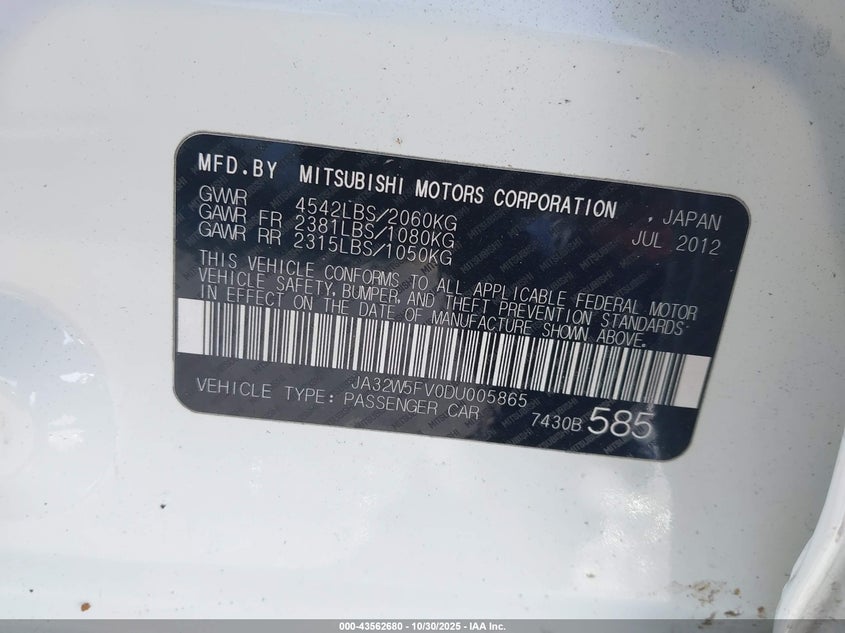 MFD.BY MITSUBISHI MOTORS CORPORATION , JAPAN
GVWR 4542LBS/2060KG JUL 2012
GAWR FR 2381LBS/1080KG
GAWR RR 2315LBS/1050KG
THIS VEHICLE CONFORMS TO ALL APPLICABLE FEDERAL MOTOR
VEHICLE SAFETY, BUMPER, AND THEFT PREVENTION STANDARDS
IN EFFECT ON THE DATE OF MANUFACTURE SHOWN ABOVE.
JA32W5FV0DU005865
VEHICLE TYPE: PASSENGER CAR
7430B 585
000-43562680 - 10/30/2025 - IAA Inc.